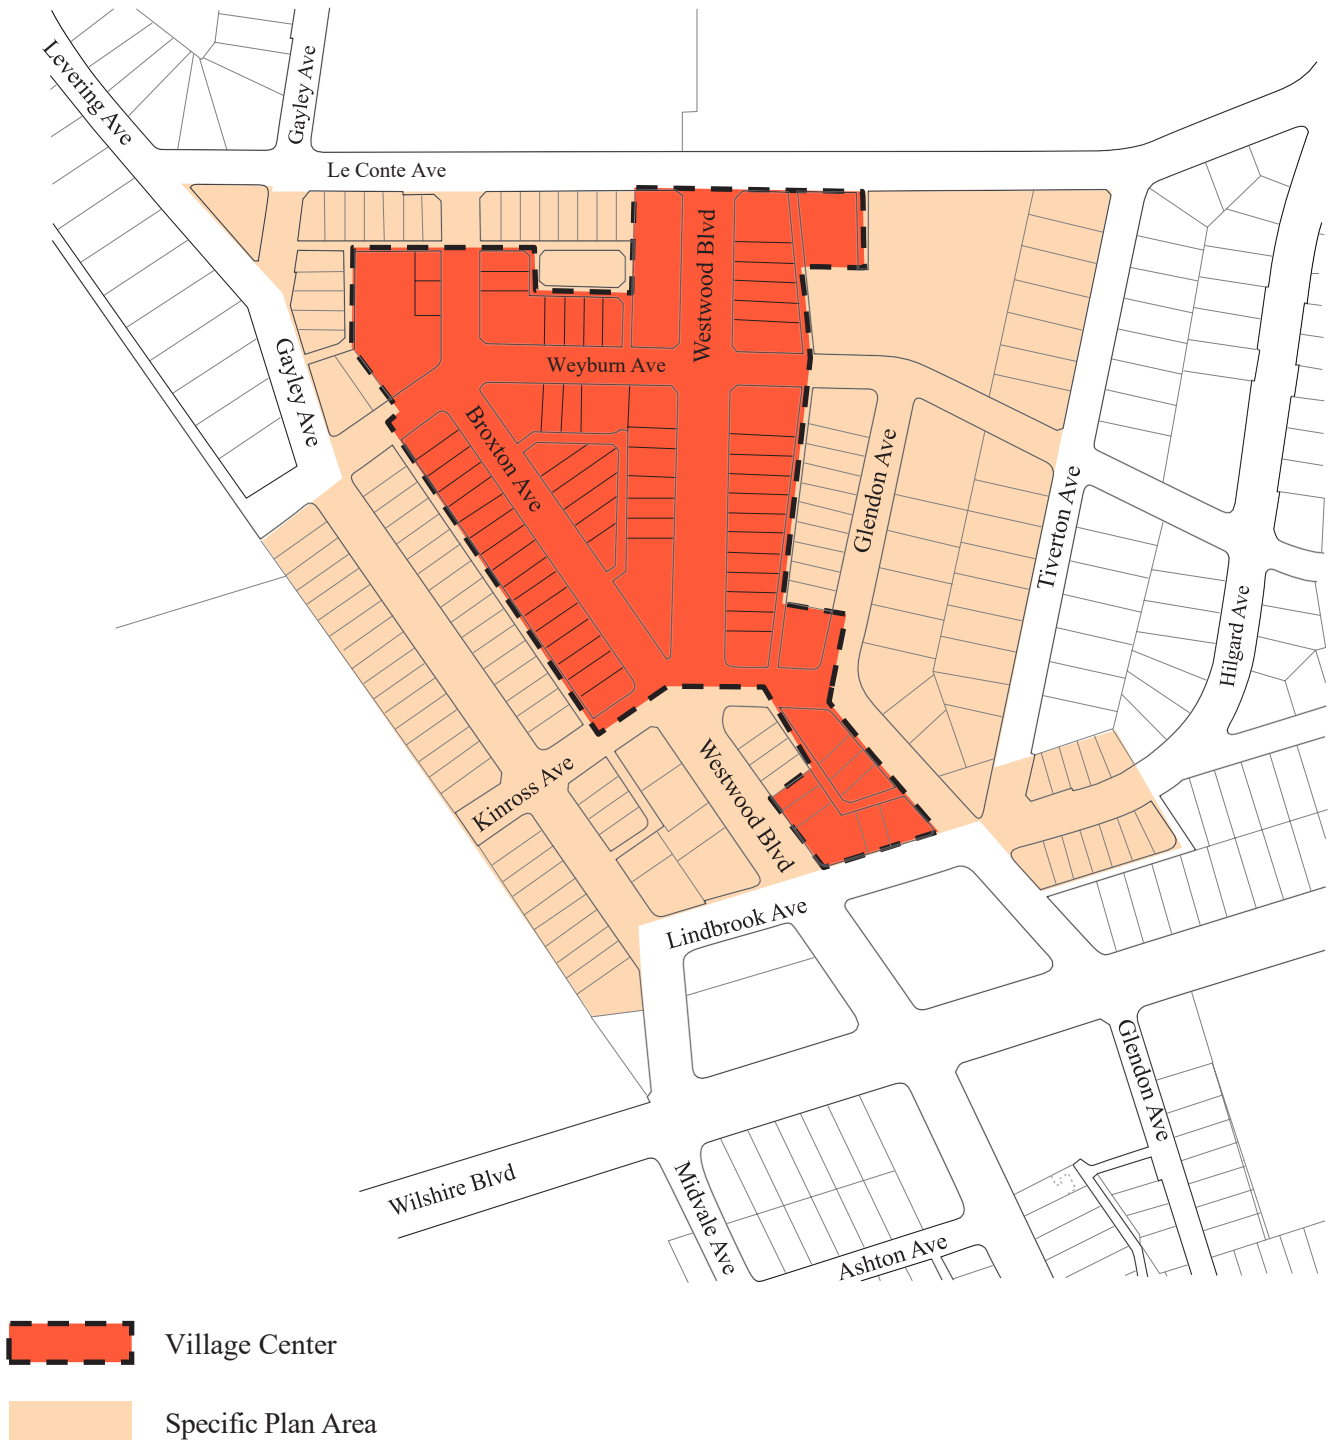 Levering Ave
Gayley Ave
Le Conte Ave
Westwood Blvd
Gayley Ave
Weyburn Ave
Broxton Ave
Glendon Ave
Tiverton Ave
Hilgard Ave
Kinross Ave
Westwood Blvd
Lindbrook Ave
Glendon Ave
Wilshire Blvd
Midvale Ave
Ashton Ave
Village Center
Specific Plan Area